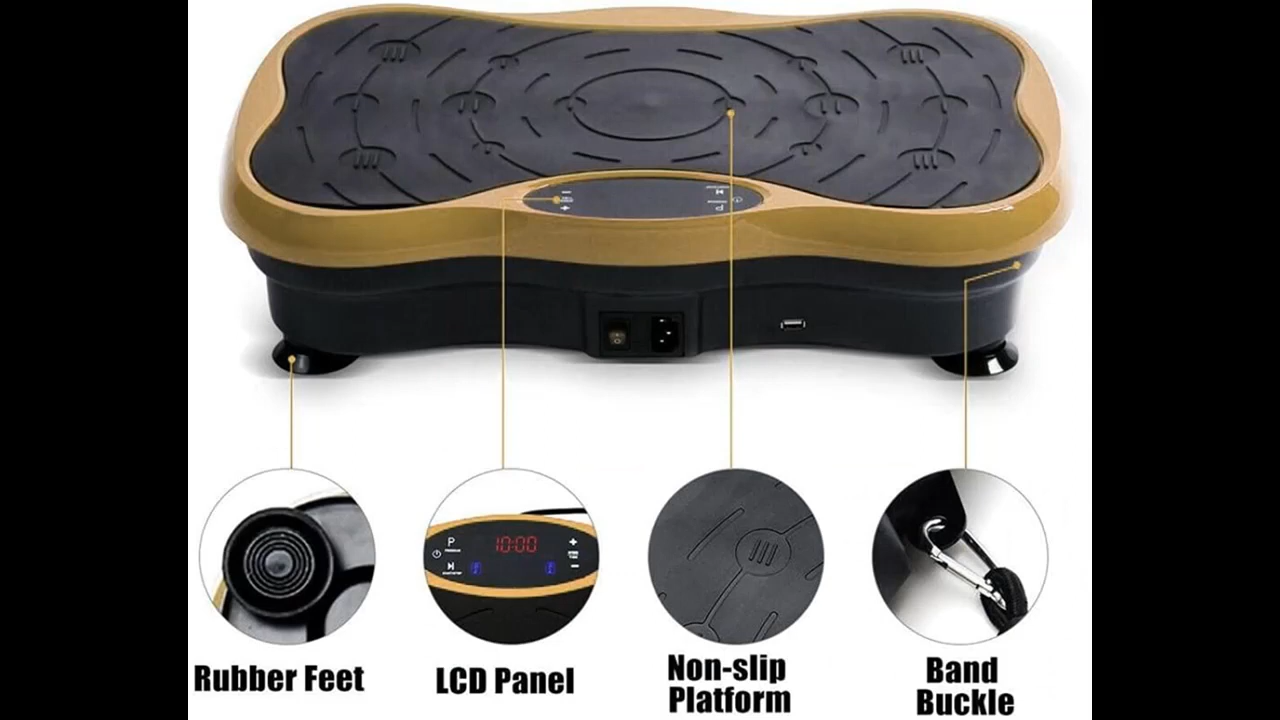 P
10:00
+
-
Rubber Feet
LCD Panel
Non-slip
Platform
Band
Buckle